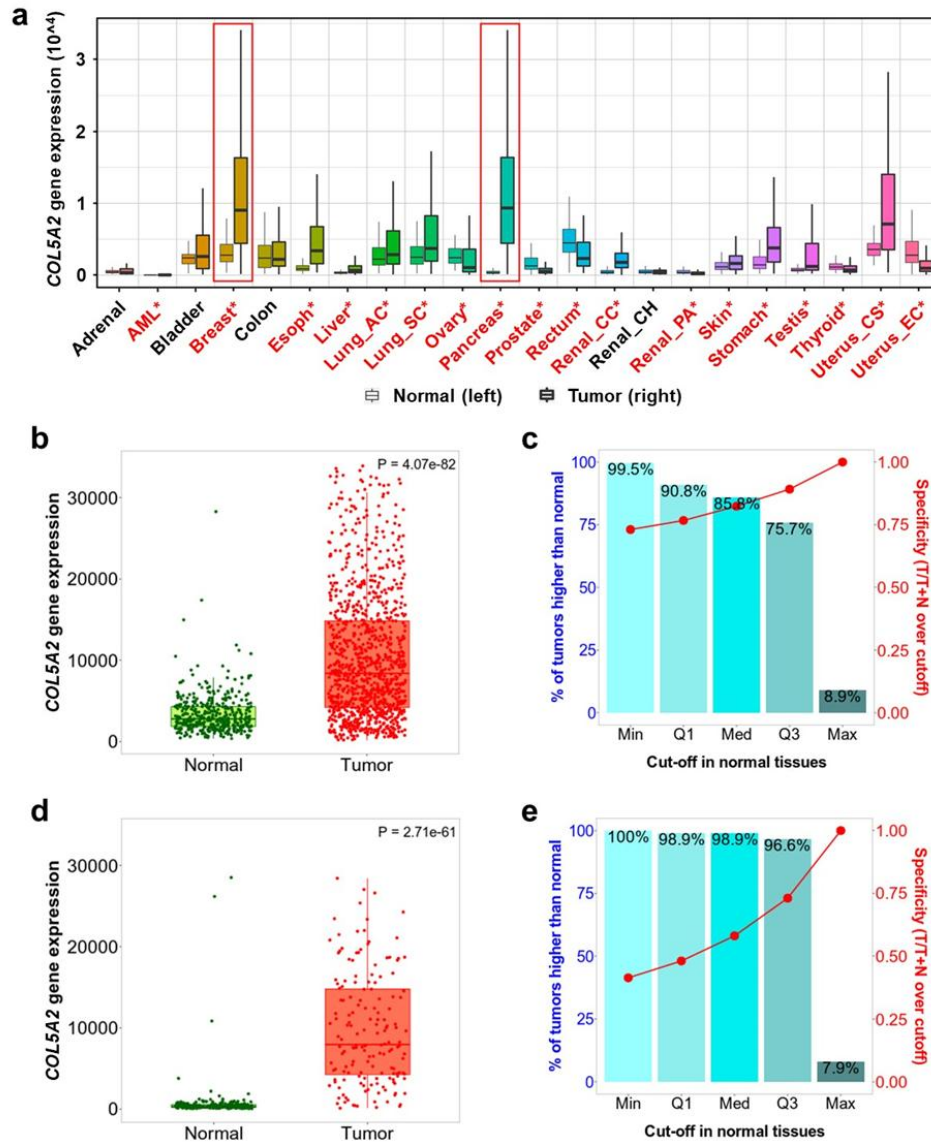 a
COL5A2 gene expression (10^4)
3
2
1
0
Adrenal
AML*
Bladder
Breast*
Colon
Esoph*
Liver*
Lung_AC*
Lung_SC*
Ovary*
Pancreas*
Prostate*
Rectum*
Renal_CC*
Renal_CH
Renal_PA*
Skin*
Stomach*
Testis*
Thyroid*
Uterus_CS*
Uterus_EC*
Normal (left) Tumor (right)
b
COL5A2 gene expression
P = 4.07e-82
30000
20000
10000
0
Normal Tumor
c
% of tumors higher than normal
100
75
50
25
0
99.5%
90.8%
85.8%
75.7%
8.9%
1.00
0.75
0.50
0.25
0.00
Specificity (T/T+N over cutoff)
Min Q1 Med Q3 Max
Cut-off in normal tissues
d
COL5A2 gene expression
P = 2.71e-61
30000
20000
10000
0
Normal Tumor
e
% of tumors higher than normal
100
75
50
25
0
100%
98.9%
98.9%
96.6%
7.9%
1.00
0.75
0.50
0.25
0.00
Specificity (T/T+N over cutoff)
Min Q1 Med Q3 Max
Cut-off in normal tissues